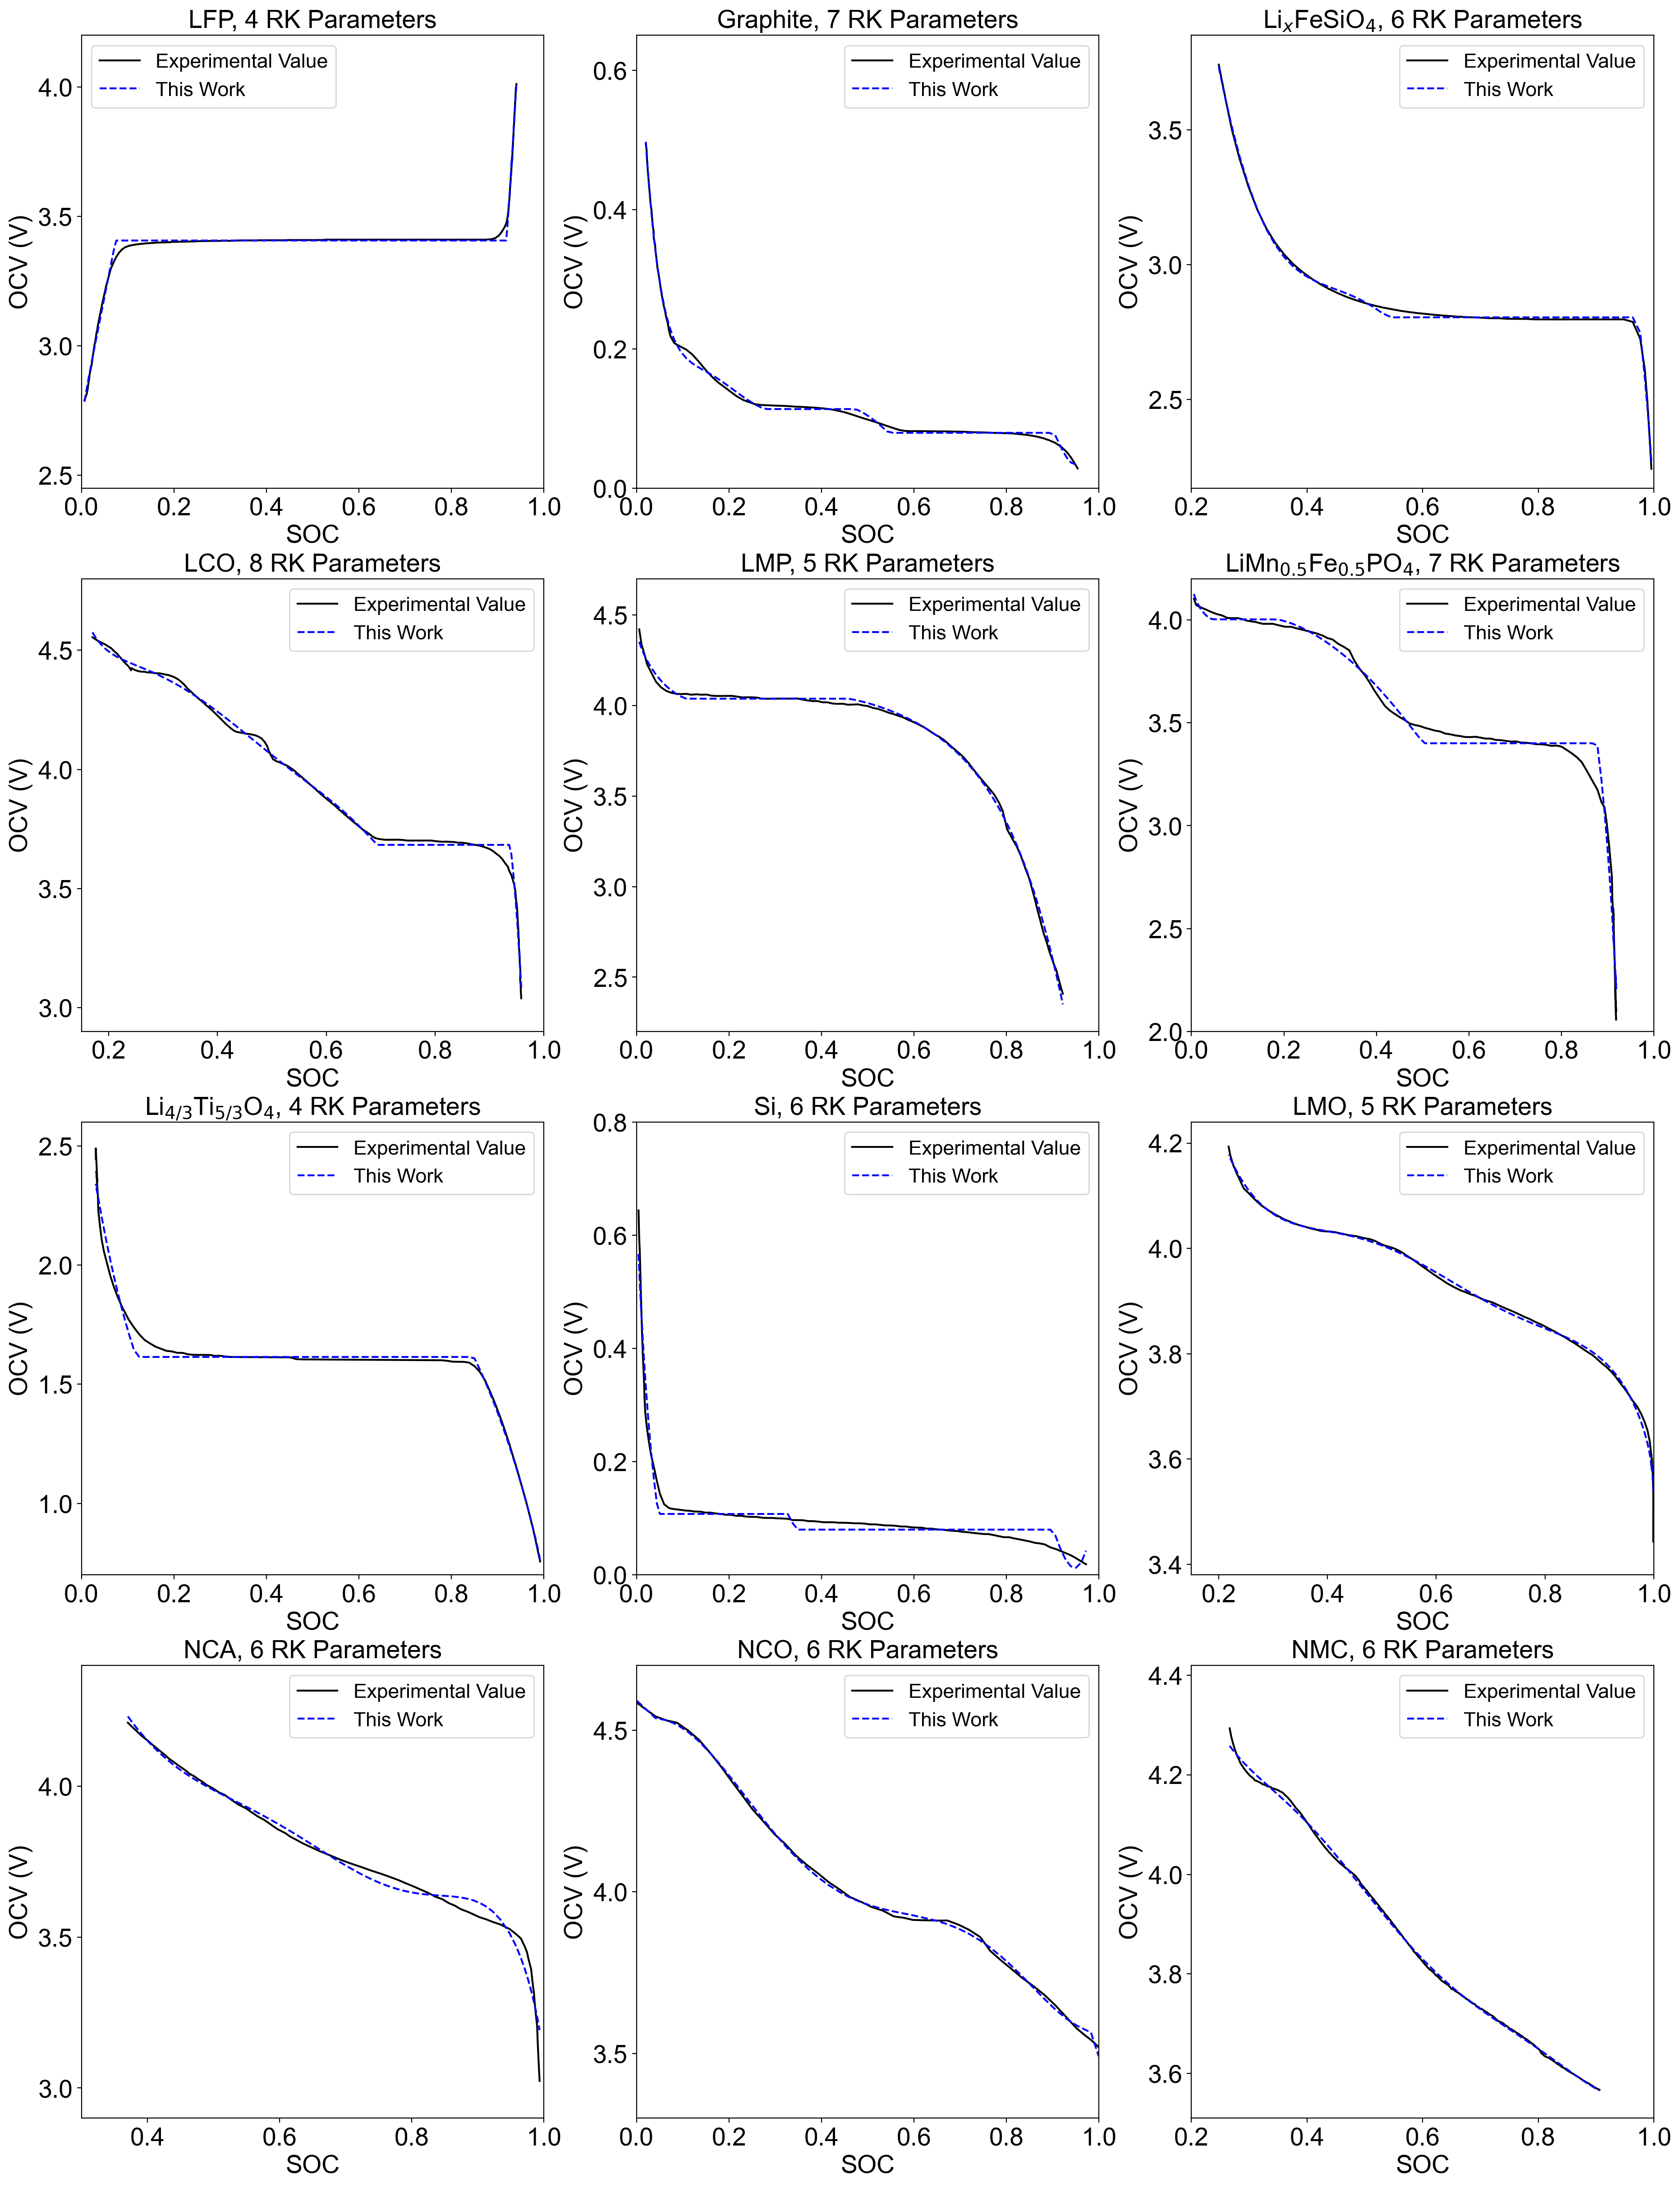 LFP, 4 RK Parameters
Experimental Value
This Work
OCV (V)
4.0
3.5
3.0
2.5
0.0 0.2 0.4 0.6 0.8 1.0
SOC
Graphite, 7 RK Parameters
Experimental Value
This Work
OCV (V)
0.6
0.4
0.2
0.0
0.0 0.2 0.4 0.6 0.8 1.0
SOC
LiₓFeSiO₄, 6 RK Parameters
Experimental Value
This Work
OCV (V)
3.5
3.0
2.5
0.2 0.4 0.6 0.8 1.0
SOC
LCO, 8 RK Parameters
Experimental Value
This Work
OCV (V)
4.5
4.0
3.5
3.0
0.2 0.4 0.6 0.8 1.0
SOC
LMP, 5 RK Parameters
Experimental Value
This Work
OCV (V)
4.5
4.0
3.5
3.0
2.5
0.0 0.2 0.4 0.6 0.8 1.0
SOC
LiMn₀.₅Fe₀.₅PO₄, 7 RK Parameters
Experimental Value
This Work
OCV (V)
4.0
3.5
3.0
2.5
2.0
0.0 0.2 0.4 0.6 0.8 1.0
SOC
Li₄/₃Ti₅/₃O₄, 4 RK Parameters
Experimental Value
This Work
OCV (V)
2.5
2.0
1.5
1.0
0.0 0.2 0.4 0.6 0.8 1.0
SOC
Si, 6 RK Parameters
Experimental Value
This Work
OCV (V)
0.8
0.6
0.4
0.2
0.0
0.0 0.2 0.4 0.6 0.8 1.0
SOC
LMO, 5 RK Parameters
Experimental Value
This Work
OCV (V)
4.2
4.0
3.8
3.6
3.4
0.2 0.4 0.6 0.8 1.0
SOC
NCA, 6 RK Parameters
Experimental Value
This Work
OCV (V)
4.0
3.5
3.0
0.4 0.6 0.8 1.0
SOC
NCO, 6 RK Parameters
Experimental Value
This Work
OCV (V)
4.5
4.0
3.5
0.0 0.2 0.4 0.6 0.8 1.0
SOC
NMC, 6 RK Parameters
Experimental Value
This Work
OCV (V)
4.4
4.2
4.0
3.8
3.6
0.2 0.4 0.6 0.8 1.0
SOC